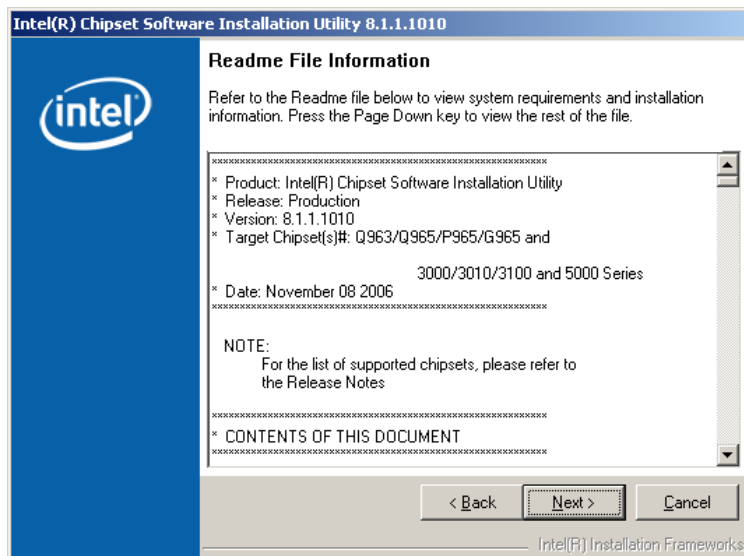 Intel(R) Chipset Software Installation Utility 8.1.1.1010
intel
Readme File Information
Refer to the Readme file below to view system requirements and installation
information. Press the Page Down key to view the rest of the file.
********************************************************
* Product: Intel(R) Chipset Software Installation Utility
* Release: Production
* Version: 8.1.1.1010
* Target Chipset(s)#: Q963/Q965/P965/G965 and
3000/3010/3100 and 5000 Series
* Date: November 08 2006
********************************************************
NOTE:
For the list of supported chipsets, please refer to
the Release Notes
********************************************************
* CONTENTS OF THIS DOCUMENT
********************************************************
< Back
Next >
Cancel
Intel(R) Installation Frameworks